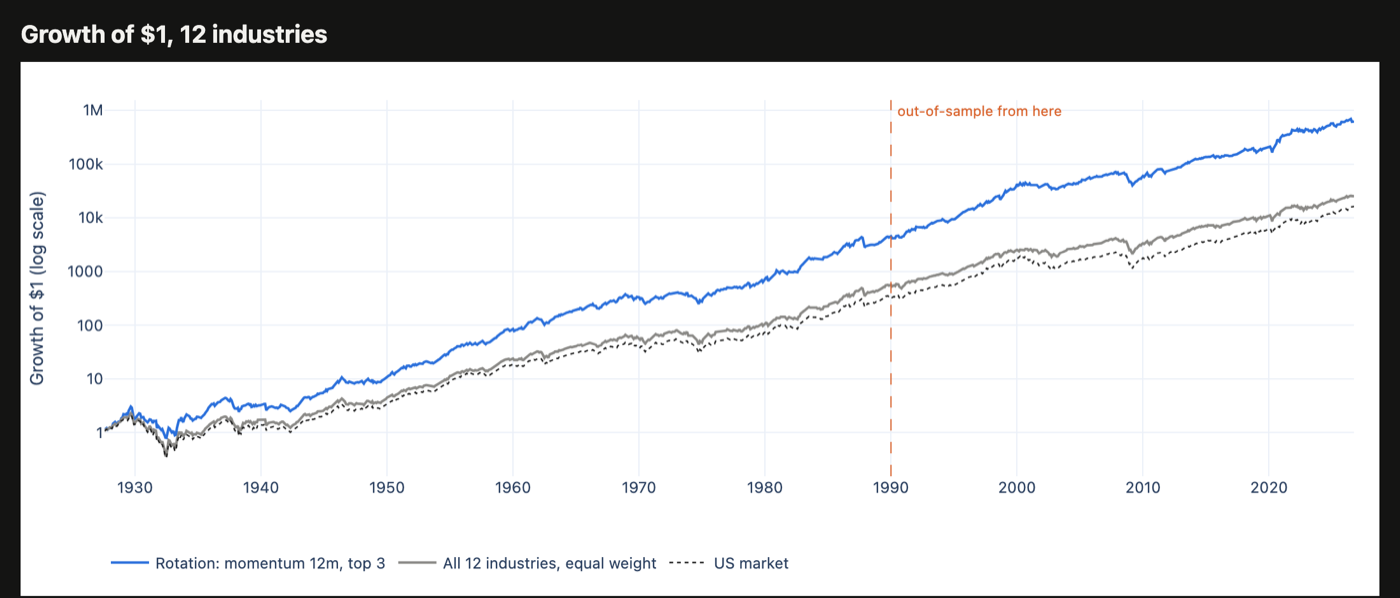 Growth of $1, 12 industries
1M
out-of-sample from here
100k
10k
1000
100
10
1
Growth of $1 (log scale)
1930 1940 1950 1960 1970 1980 1990 2000 2010 2020
Rotation: momentum 12m, top 3 All 12 industries, equal weight US market